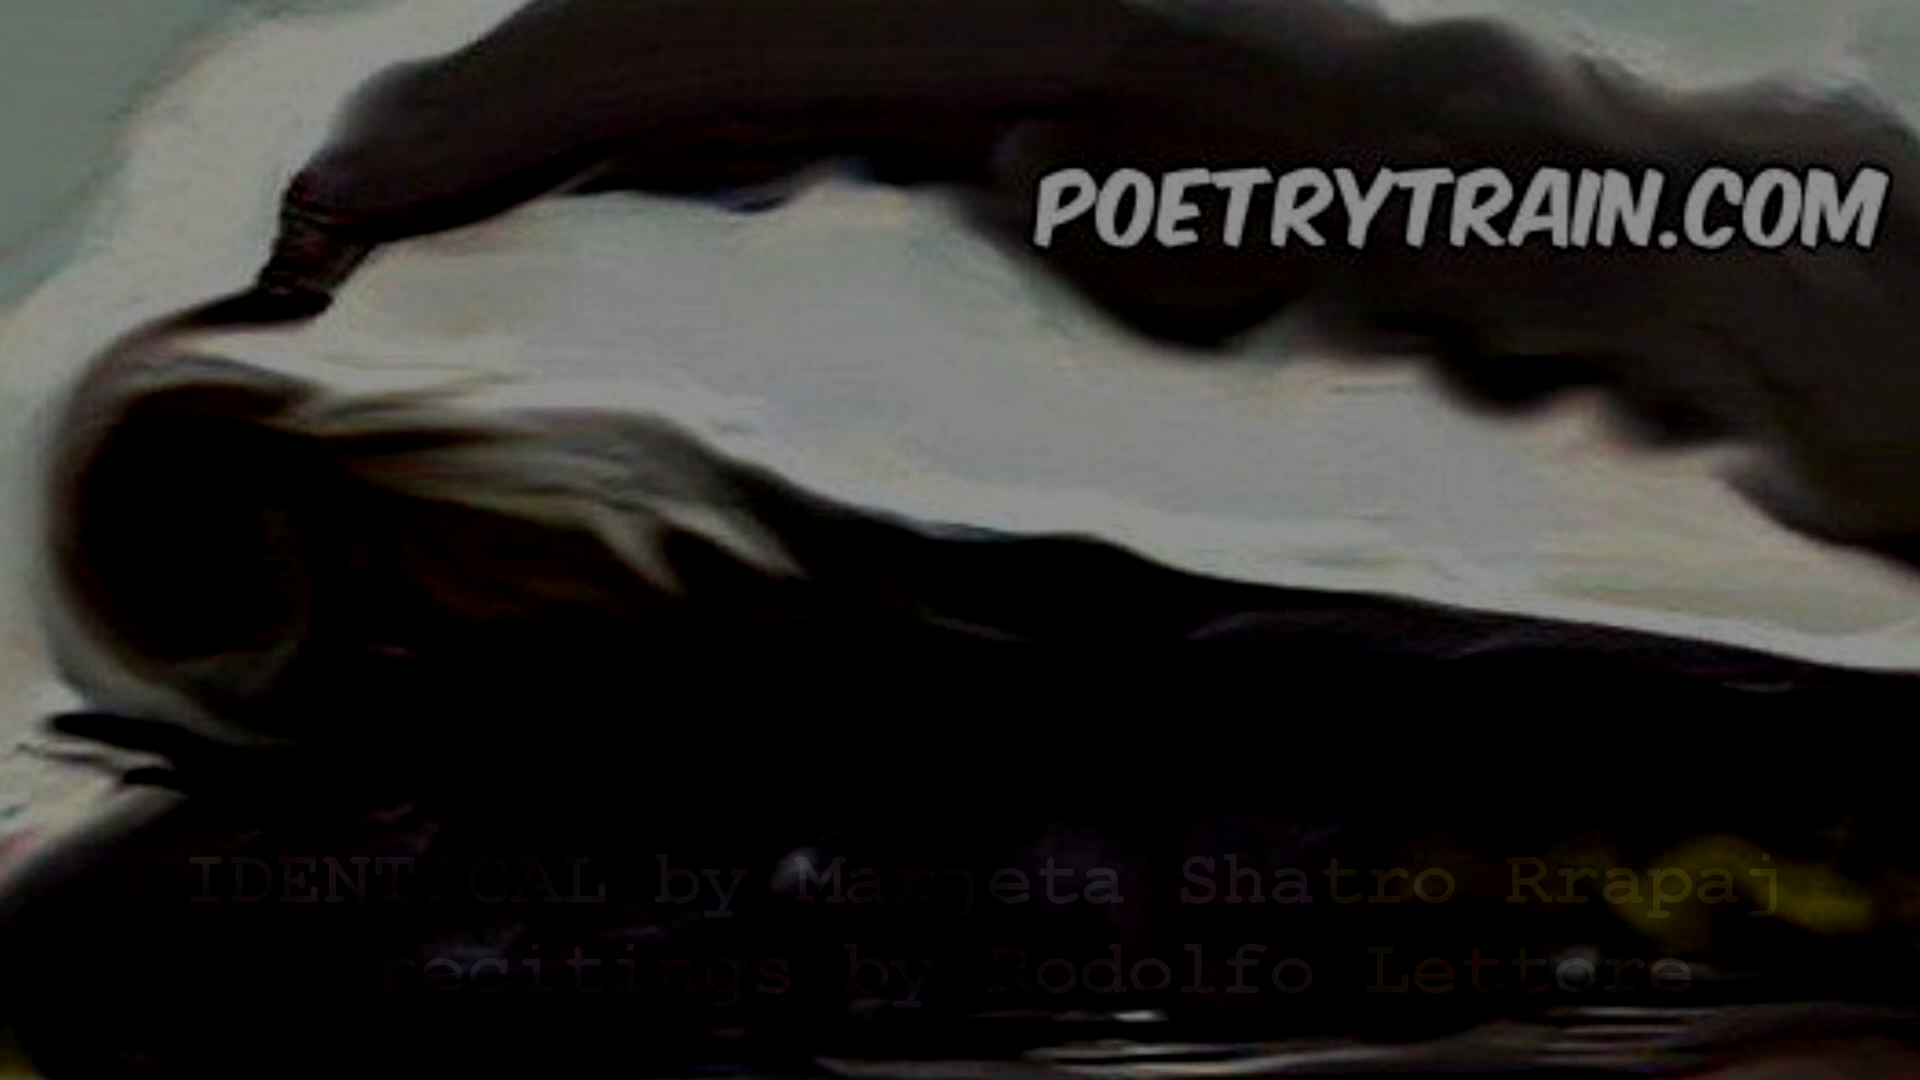 POETRYTRAIN.COM
IDENTICAL by Marjeta Shatro Rrapaj
recitings by Rodolfo Lettore